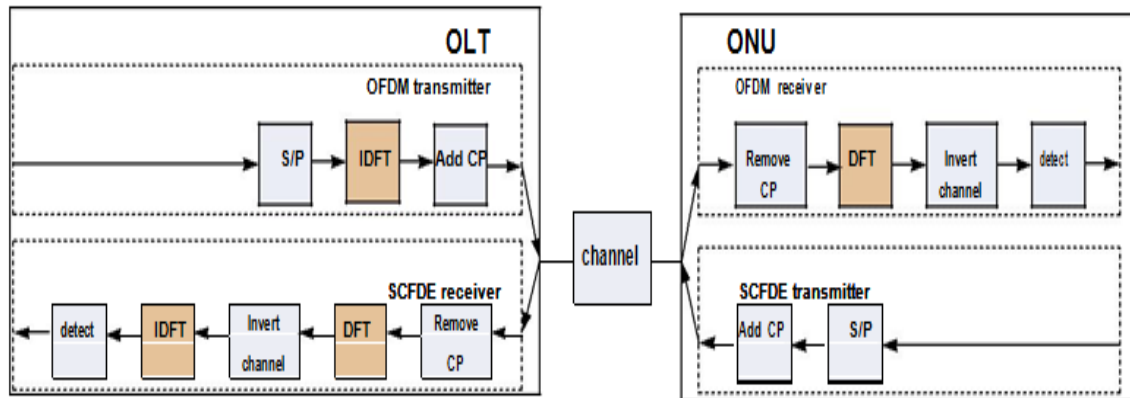 OLT
OFDM transmitter
S/P
IDFT
Add CP
SCFDE receiver
detect
IDFT
Invert
channel
DFT
Remove
CP
channel
ONU
OFDM receiver
Remove
CP
DFT
Invert
channel
detect
SCFDE transmitter
Add CP
S/P